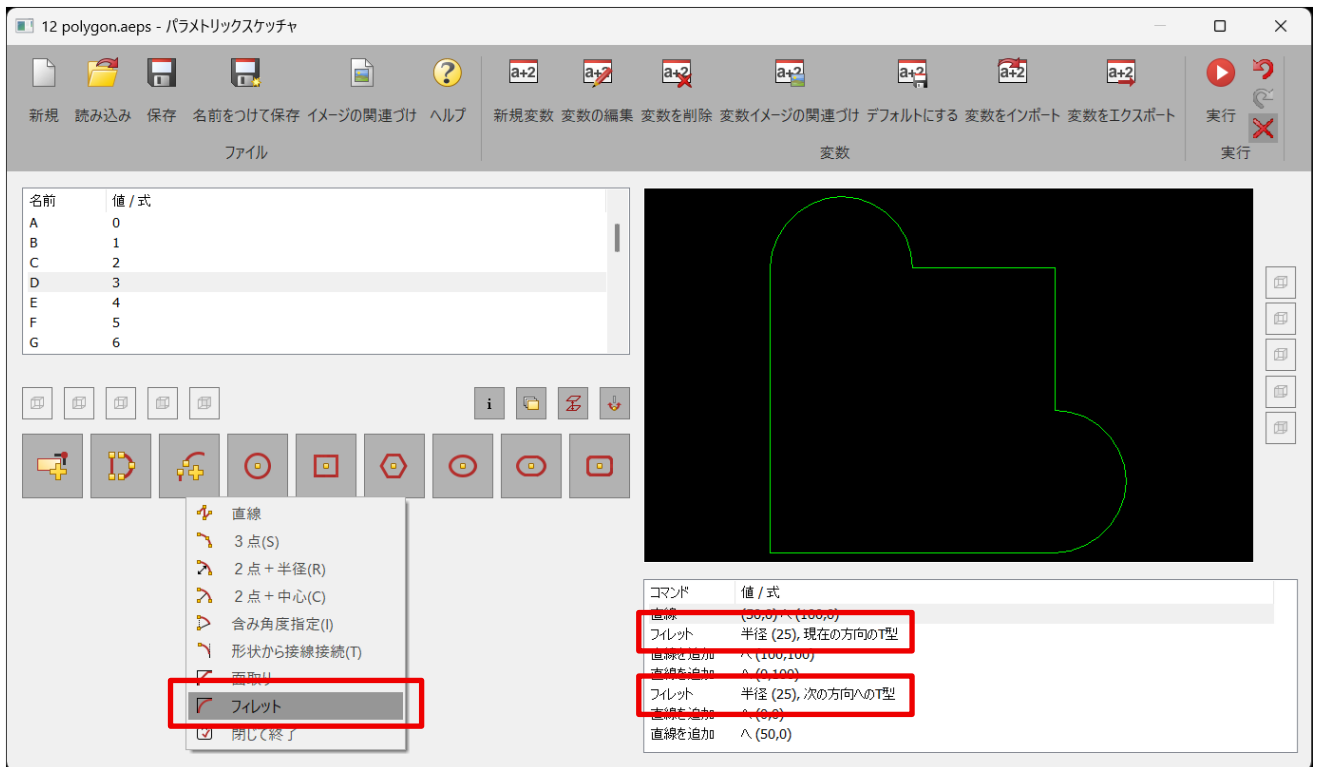 12 polygon.aeps - パラメトリックスケッチャ
新規 読み込み 保存 名前をつけて保存 イメージの関連づけ ヘルプ 新規変数 変数の編集 変数を削除 変数イメージの関連づけ デフォルトにする 変数をインポート 変数をエクスポート 実行
ファイル 変数 実行
名前 値 / 式
A 0
B 1
C 2
D 3
E 4
F 5
G 6
直線
3 点(S)
2 点 + 半径(R)
2 点 + 中心(C)
含み角度指定(I)
形状から接線接続(T)
面取り
フィレット
閉じて終了
コマンド 値 / 式
直線 (50,0) へ (100,0)
フィレット 半径 (25), 現在の方向のT型
直線を追加 へ (100,100)
直線を追加 へ (0,100)
フィレット 半径 (25), 次の方向へのT型
直線を追加 へ (0,0)
直線を追加 へ (50,0)